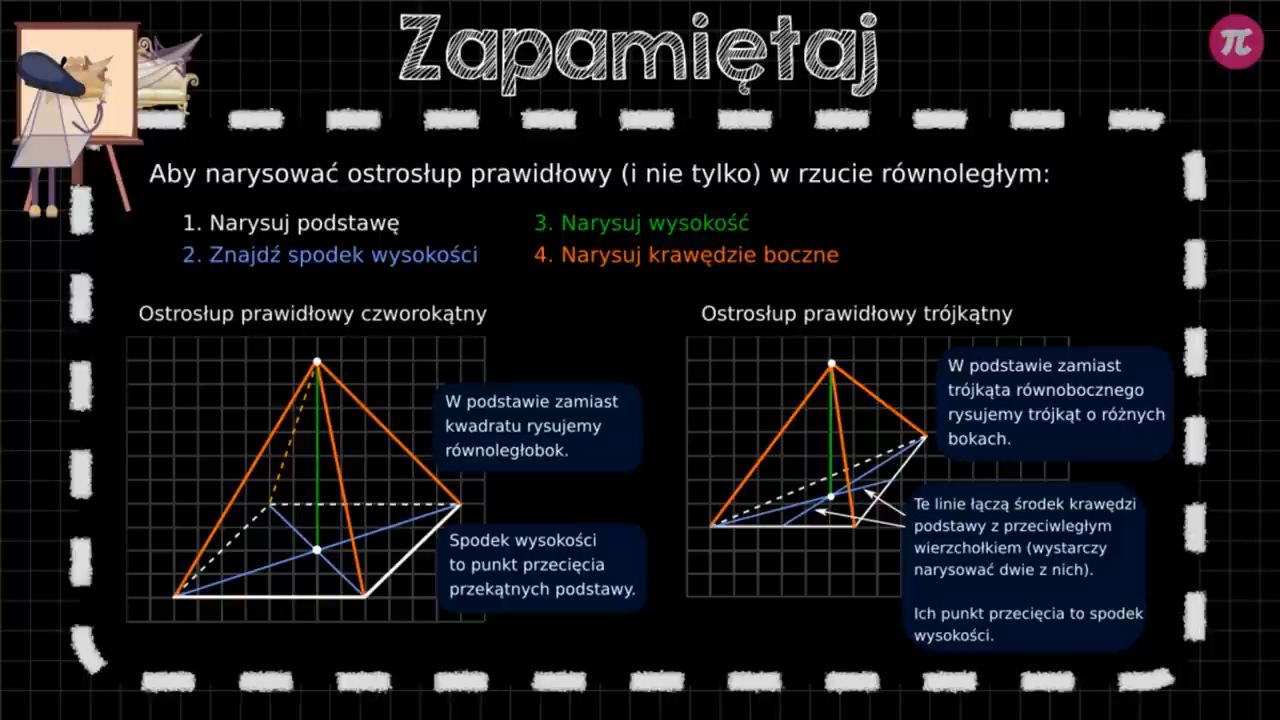 Zapamiętaj
π
Aby narysować ostrosłup prawidłowy (i nie tylko) w rzucie równoległym:
1. Narysuj podstawę
2. Znajdź spodek wysokości
3. Narysuj wysokość
4. Narysuj krawędzie boczne
Ostrosłup prawidłowy czworokątny
W podstawie zamiast
kwadratu rysujemy
równoległobok.
Spodek wysokości
to punkt przecięcia
przekątnych podstawy.
Ostrosłup prawidłowy trójkątny
W podstawie zamiast
trójkąta równobocznego
rysujemy trójkąt o różnych
bokach.
Te linie łączą środek krawędzi
podstawy z przeciwległym
wierzchołkiem (wystarczy
narysować dwie z nich).
Ich punkt przecięcia to spodek
wysokości.